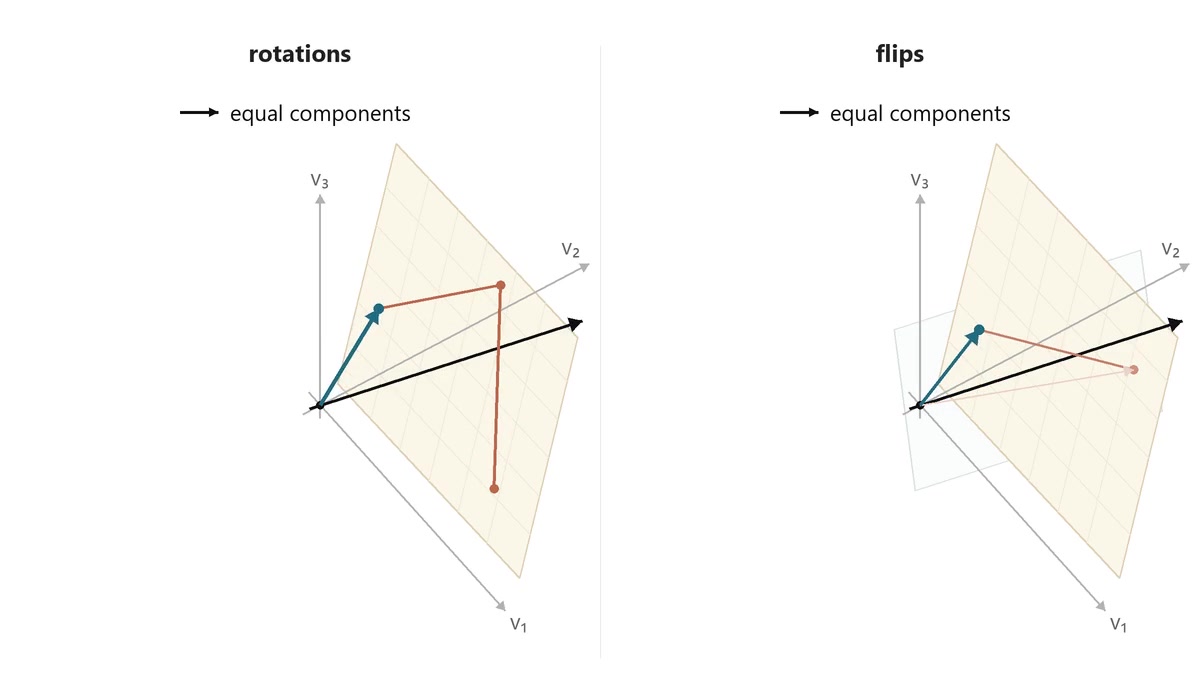 rotations
equal components
V3
V2
V1
flips
equal components
V3
V2
V1